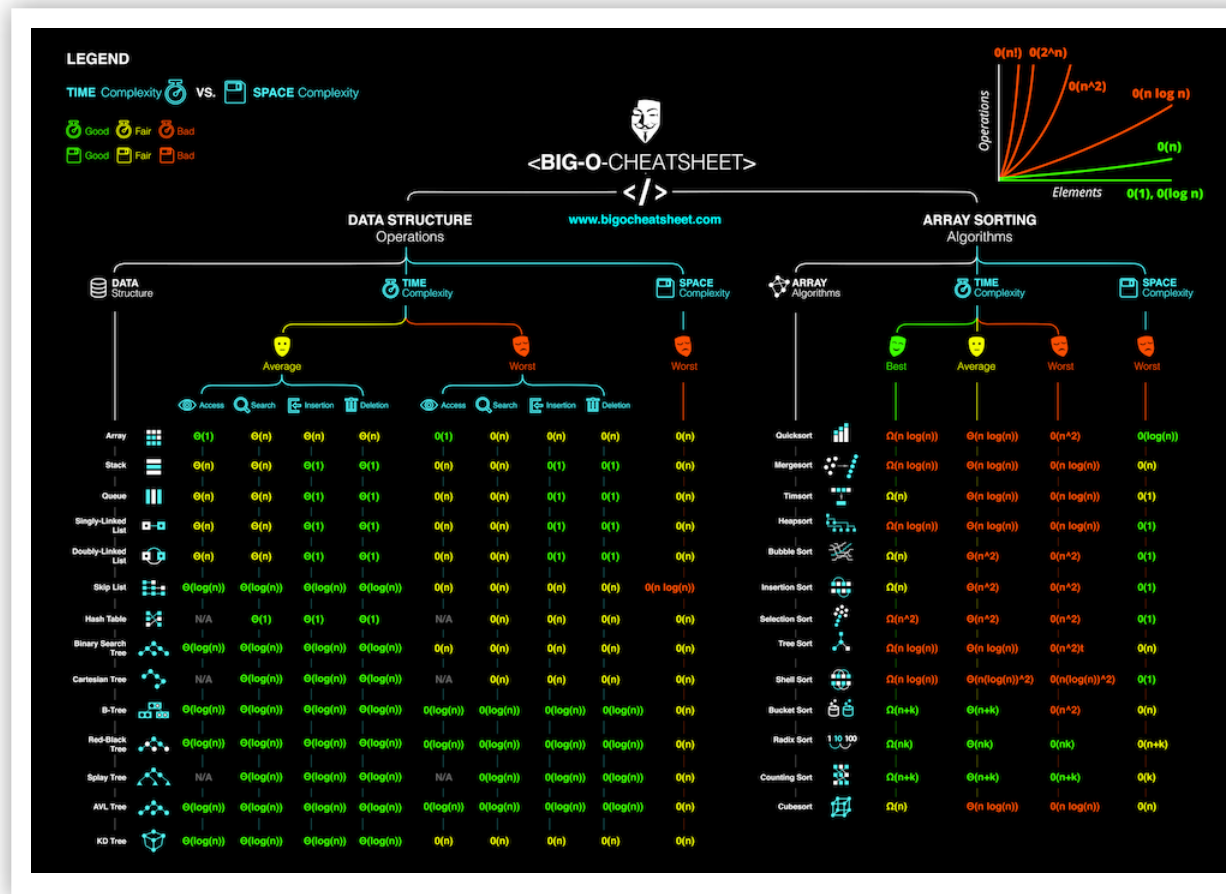 LEGEND
TIME Complexity VS. SPACE Complexity
Good Fair Bad
Good Fair Bad
<BIG-O-CHEATSHEET>
</>
www.bigocheatsheet.com
O(n!) O(2^n)
O(n^2)
O(n log n)
O(n)
O(1), O(log n)
Operations
Elements
DATA STRUCTURE
Operations
ARRAY SORTING
Algorithms
DATA
Structure
TIME
Complexity
SPACE
Complexity
ARRAY
Algorithms
TIME
Complexity
SPACE
Complexity
Average Worst Worst
Best Average Worst Worst
Access Search Insertion Deletion Access Search Insertion Deletion
Array Θ(1) Θ(n) Θ(n) Θ(n) O(1) O(n) O(n) O(n) O(n)
Stack Θ(n) Θ(n) Θ(1) Θ(1) O(n) O(n) O(1) O(1) O(n)
Queue Θ(n) Θ(n) Θ(1) Θ(1) O(n) O(n) O(1) O(1) O(n)
Singly-Linked
List Θ(n) Θ(n) Θ(1) Θ(1) O(n) O(n) O(1) O(1) O(n)
Doubly-Linked
List Θ(n) Θ(n) Θ(1) Θ(1) O(n) O(n) O(1) O(1) O(n)
Skip List Θ(log(n)) Θ(log(n)) Θ(log(n)) Θ(log(n)) O(n) O(n) O(n) O(n) O(n log(n))
Hash Table N/A Θ(1) Θ(1) Θ(1) N/A O(n) O(n) O(n) O(n)
Binary Search
Tree Θ(log(n)) Θ(log(n)) Θ(log(n)) Θ(log(n)) O(n) O(n) O(n) O(n) O(n)
Cartesian Tree N/A Θ(log(n)) Θ(log(n)) Θ(log(n)) N/A O(n) O(n) O(n) O(n)
B-Tree Θ(log(n)) Θ(log(n)) Θ(log(n)) Θ(log(n)) O(log(n)) O(log(n)) O(log(n)) O(log(n)) O(n)
Red-Black
Tree Θ(log(n)) Θ(log(n)) Θ(log(n)) Θ(log(n)) O(log(n)) O(log(n)) O(log(n)) O(log(n)) O(n)
Splay Tree N/A Θ(log(n)) Θ(log(n)) Θ(log(n)) N/A O(log(n)) O(log(n)) O(log(n)) O(n)
AVL Tree Θ(log(n)) Θ(log(n)) Θ(log(n)) Θ(log(n)) O(log(n)) O(log(n)) O(log(n)) O(log(n)) O(n)
KD Tree Θ(log(n)) Θ(log(n)) Θ(log(n)) Θ(log(n)) O(n) O(n) O(n) O(n) O(n)
Quicksort Ω(n log(n)) Θ(n log(n)) O(n^2) O(log(n))
Mergesort Ω(n log(n)) Θ(n log(n)) O(n log(n)) O(n)
Timsort Ω(n) Θ(n log(n)) O(n log(n)) O(1)
Heapsort Ω(n log(n)) Θ(n log(n)) O(n log(n)) O(1)
Bubble Sort Ω(n) Θ(n^2) O(n^2) O(1)
Insertion Sort Ω(n) Θ(n^2) O(n^2) O(1)
Selection Sort Ω(n^2) Θ(n^2) O(n^2) O(1)
Tree Sort Ω(n log(n)) Θ(n log(n)) O(n^2)t O(n)
Shell Sort Ω(n log(n)) Θ(n(log(n))^2) O(n(log(n))^2) O(1)
Bucket Sort Ω(n+k) Θ(n+k) O(n^2) O(n)
Radix Sort 1 10 100 Ω(nk) Θ(nk) O(nk) O(n+k)
Counting Sort Ω(n+k) Θ(n+k) O(n+k) O(k)
Cubesort Ω(n) Θ(n log(n)) O(n log(n)) O(n)